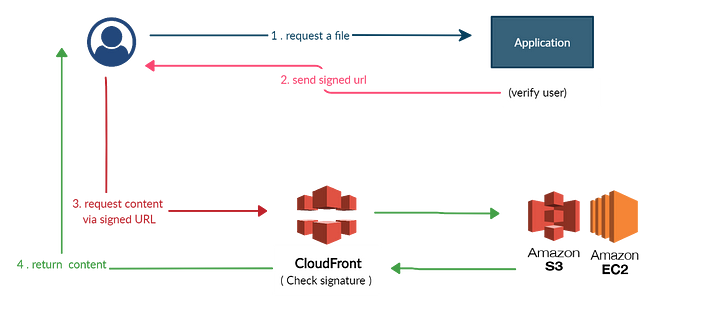 1 . request a file
Application
2. send signed url
(verify user)
3. request content
via signed URL
CloudFront
( Check signature )
Amazon
S3
Amazon
EC2
4 . return content